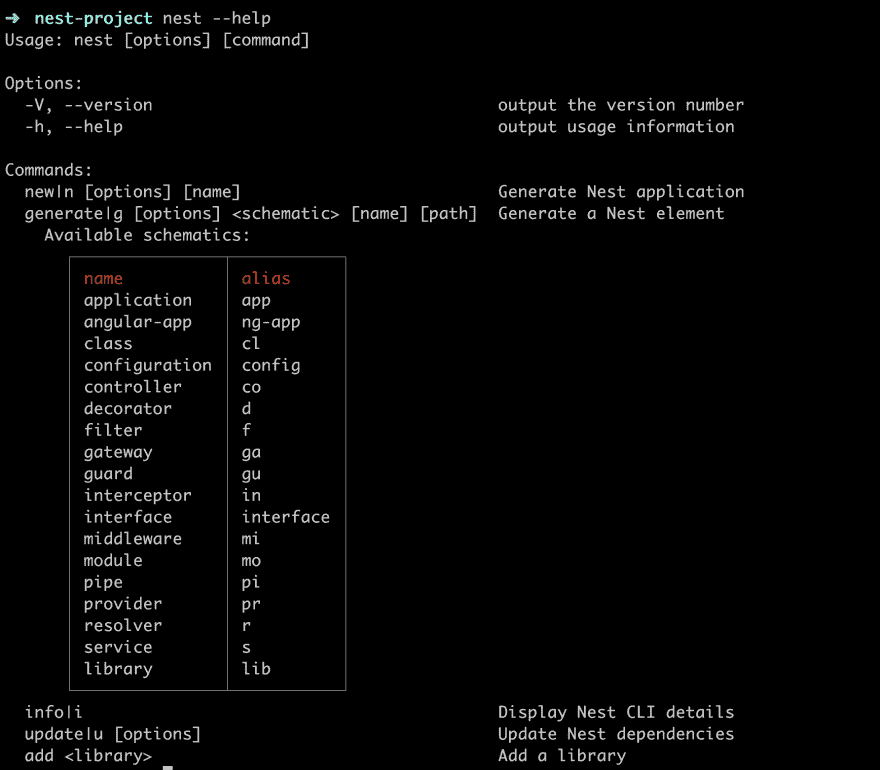 ➜ nest-project nest --help
Usage: nest [options] [command]
Options:
-V, --version output the version number
-h, --help output usage information
Commands:
new|n [options] [name] Generate Nest application
generate|g [options] <schematic> [name] [path] Generate a Nest element
Available schematics:
name alias
application app
angular-app ng-app
class cl
configuration config
controller co
decorator d
filter f
gateway ga
guard gu
interceptor in
interface interface
middleware mi
module mo
pipe pi
provider pr
resolver r
service s
library lib
info|i Display Nest CLI details
update|u [options] Update Nest dependencies
add <library> Add a library